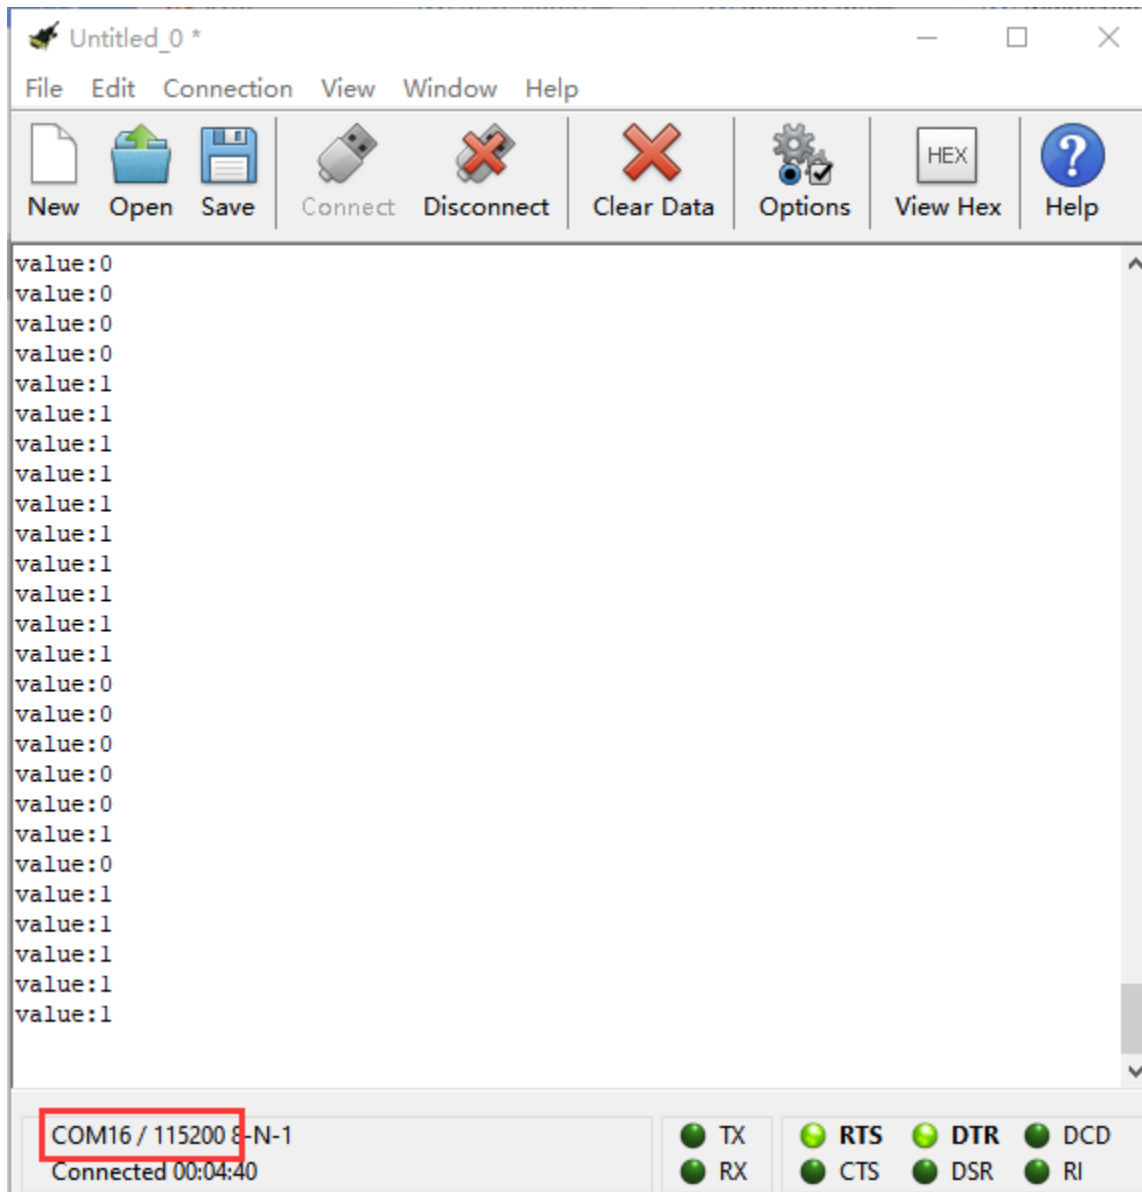 Untitled_0 *
File Edit Connection View Window Help
HEX
New Open Save Connect Disconnect Clear Data Options View Hex Help
value:0
value:0
value:0
value:0
value:1
value:1
value:1
value:1
value:1
value:1
value:1
value:1
value:1
value:1
value:0
value:0
value:0
value:0
value:0
value:1
value:0
value:1
value:1
value:1
value:1
value:1
COM16 / 115200 8-N-1 TX RTS DTR DCD
Connected 00:04:40 RX CTS DSR RI